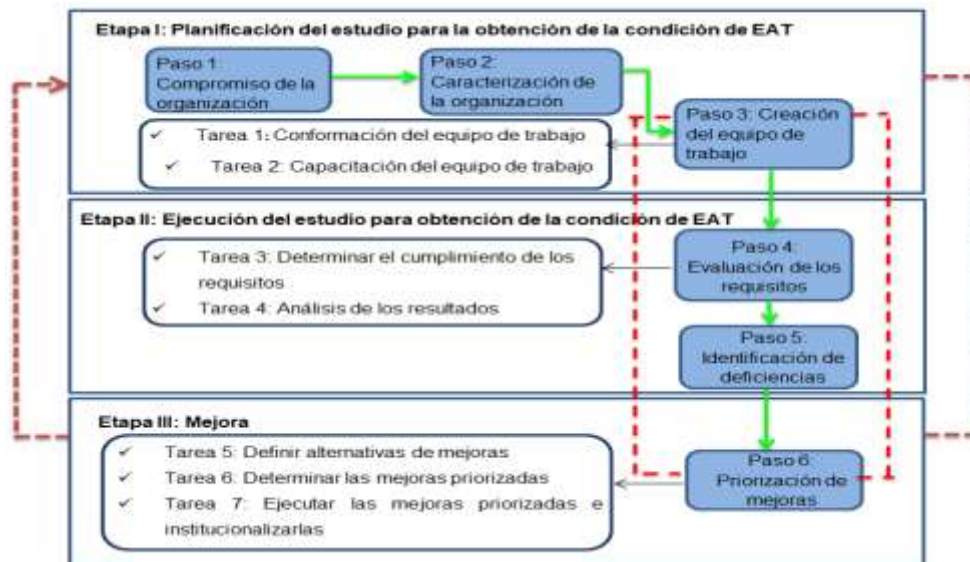 Etapa I: Planificación del estudio para la obtención de la condición de EAT
Paso 1:
Compromiso de la
organización
Paso 2:
Caracterización de
la organización
Paso 3: Creación
del equipo de
trabajo
✓ Tarea 1: Conformación del equipo de trabajo
✓ Tarea 2: Capacitación del equipo de trabajo
Etapa II: Ejecución del estudio para obtención de la condición de EAT
Paso 4:
Evaluación de los
requisitos
✓ Tarea 3: Determinar el cumplimiento de los
requisitos
✓ Tarea 4: Análisis de los resultados
Paso 5:
Identificación de
deficiencias
Etapa III: Mejora
✓ Tarea 5: Definir alternativas de mejoras
✓ Tarea 6: Determinar las mejoras priorizadas
✓ Tarea 7: Ejecutar las mejoras priorizadas e
institucionalizarlas
Paso 6:
Priorización de
mejoras